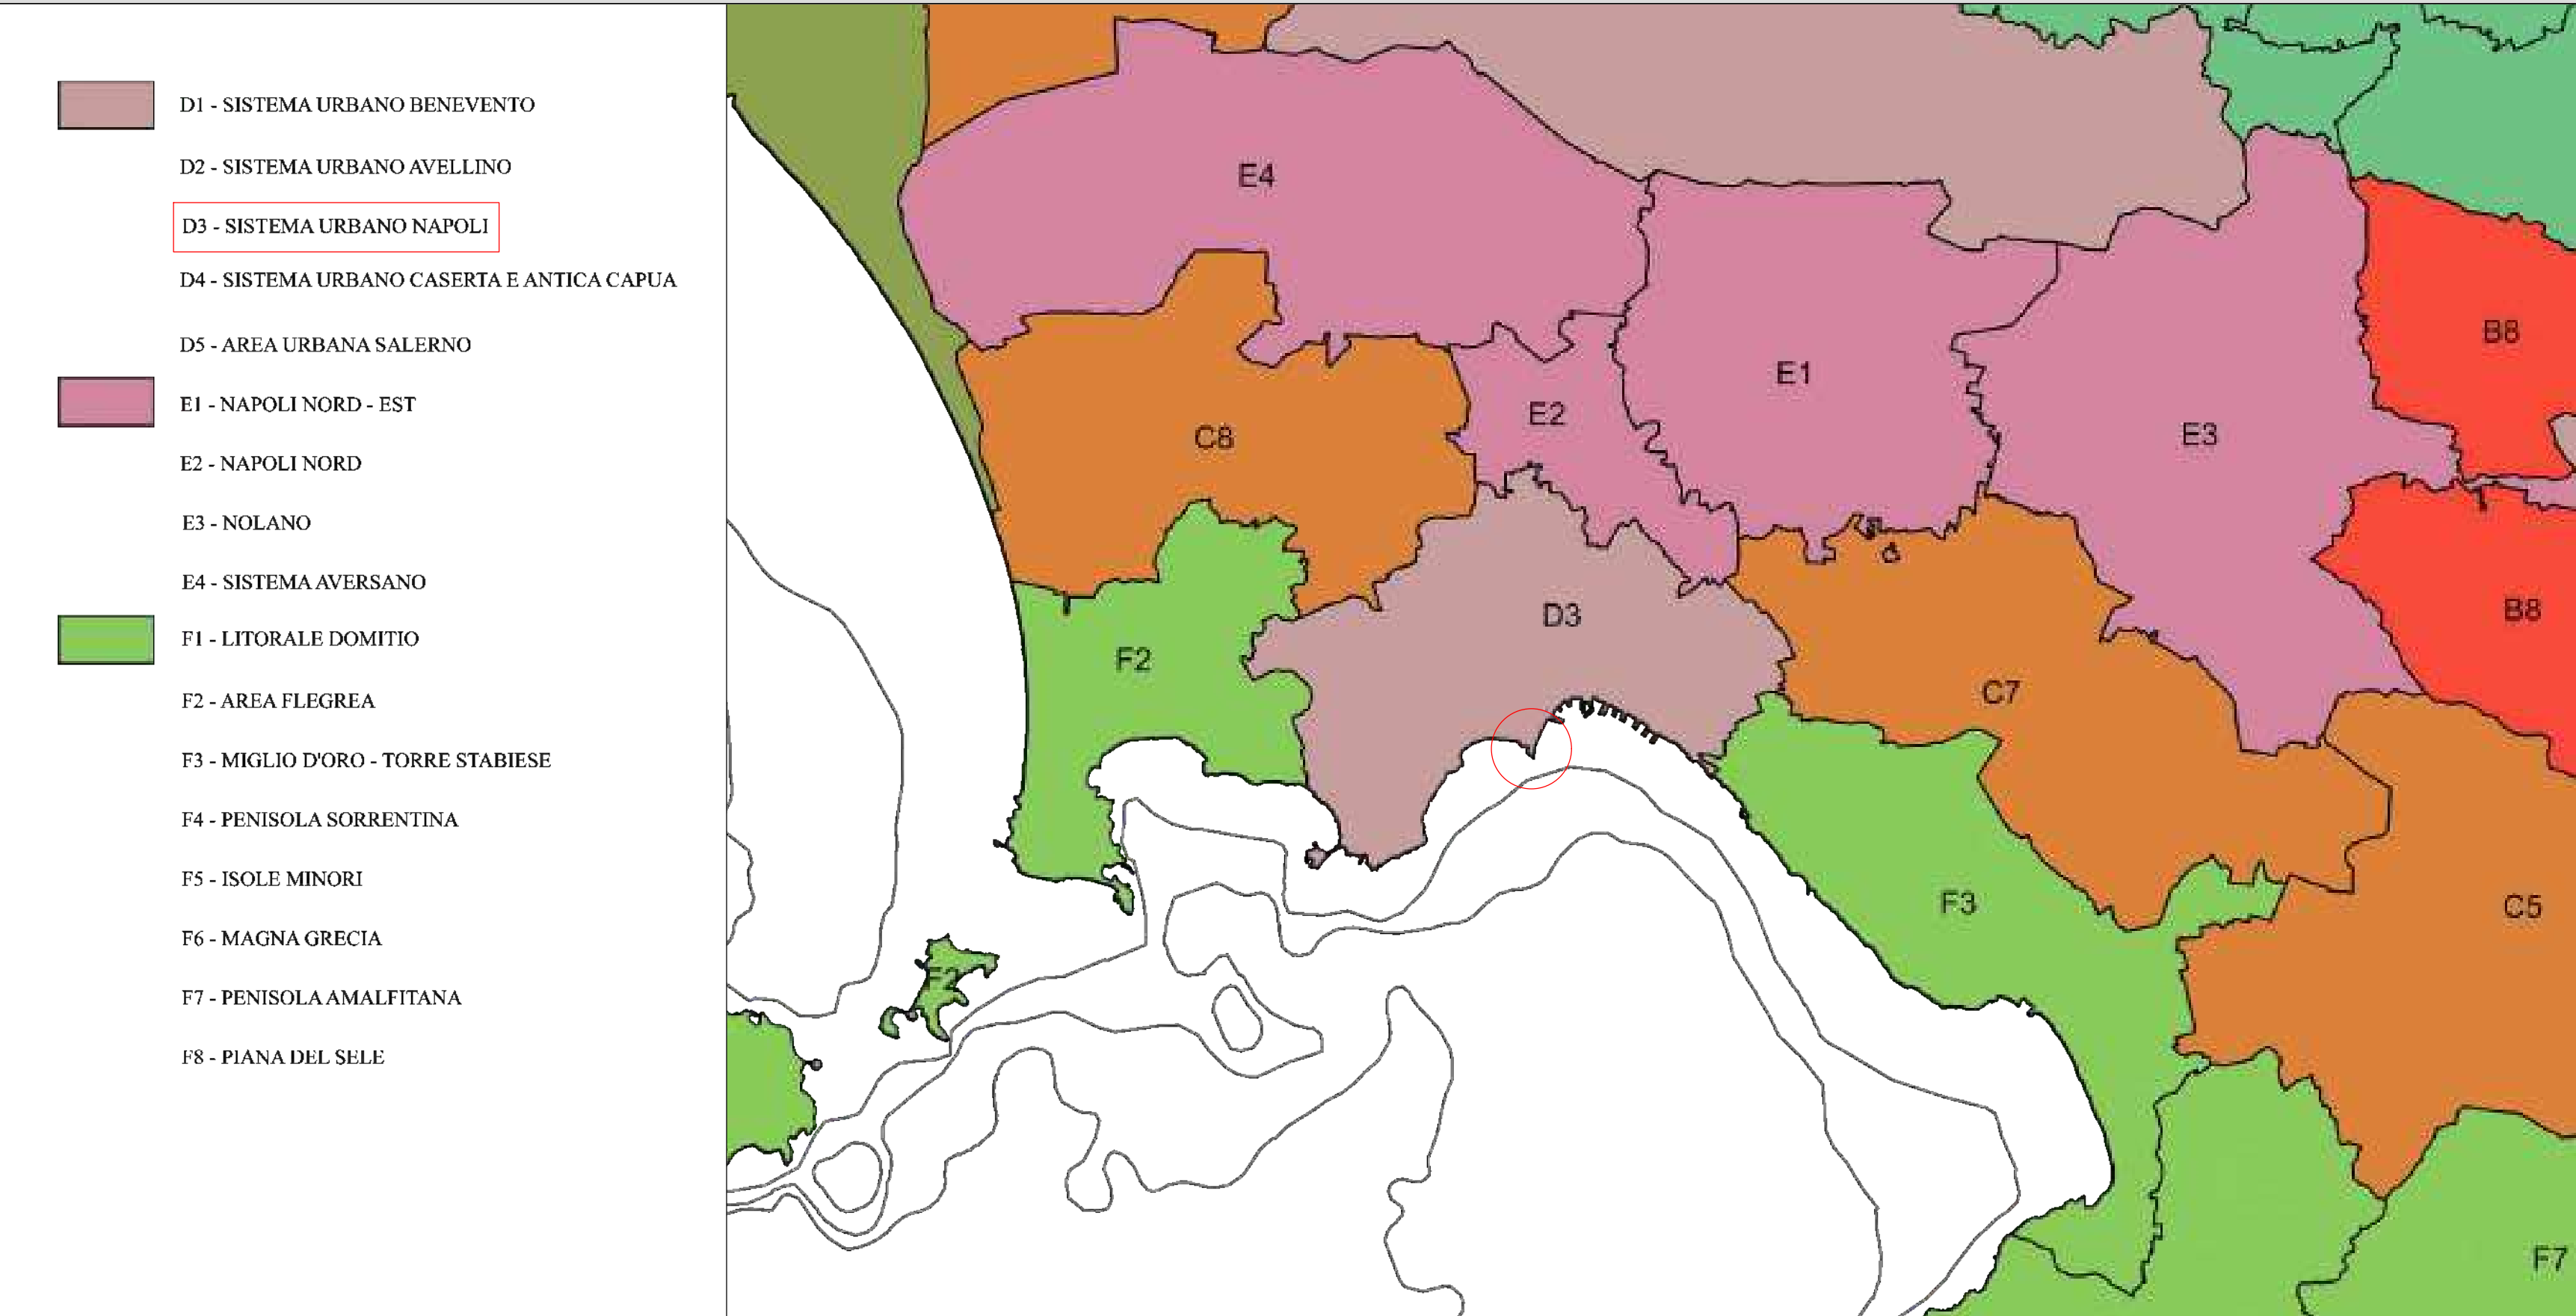 D1 - SISTEMA URBANO BENEVENTO
D2 - SISTEMA URBANO AVELLINO
D3 - SISTEMA URBANO NAPOLI
D4 - SISTEMA URBANO CASERTA E ANTICA CAPUA
D5 - AREA URBANA SALERNO
E1 - NAPOLI NORD - EST
E2 - NAPOLI NORD
E3 - NOLANO
E4 - SISTEMA AVERSANO
F1 - LITORALE DOMITIO
F2 - AREA FLEGREA
F3 - MIGLIO D'ORO - TORRE STABIESE
F4 - PENISOLA SORRENTINA
F5 - ISOLE MINORI
F6 - MAGNA GRECIA
F7 - PENISOLA AMALFITANA
F8 - PIANA DEL SELE
E4
B8
E1
E2
C8
E3
B8
D3
F2
C7
F3
C5
F7